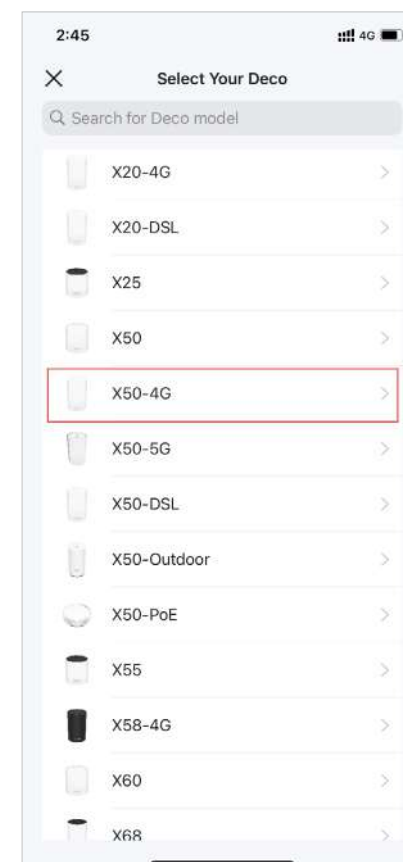 2:45
4G
Select Your Deco
Search for Deco model
X20-4G
X20-DSL
X25
X50
X50-4G
X50-5G
X50-DSL
X50-Outdoor
X50-PoE
X55
X58-4G
X60
X68